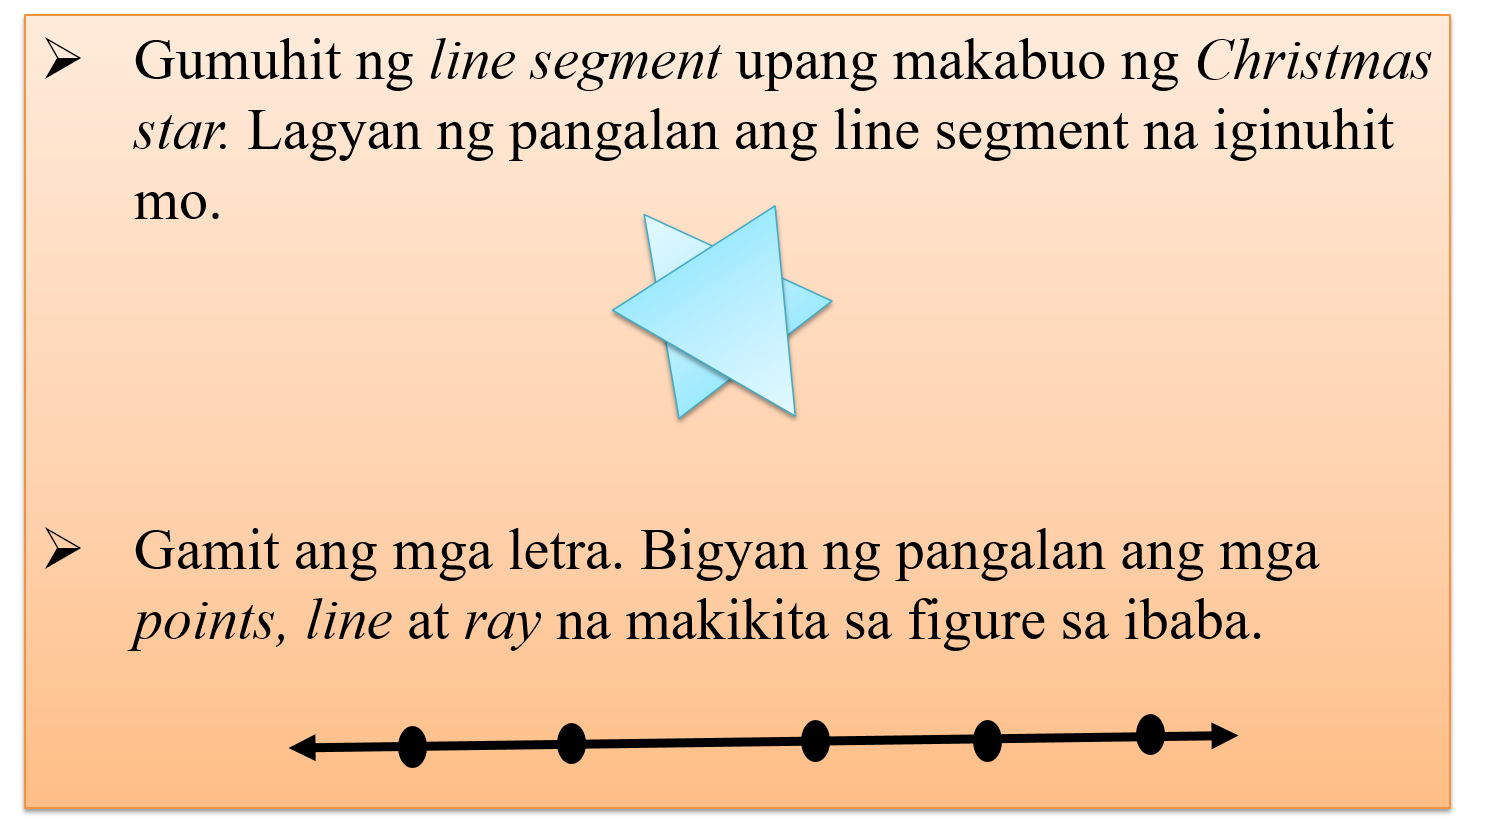 Gumuhit ng line segment upang makabuo ng Christmas
star. Lagyan ng pangalan ang line segment na iginuhit
mo.
Gamit ang mga letra. Bigyan ng pangalan ang mga
points, line at ray na makikita sa figure sa ibaba.